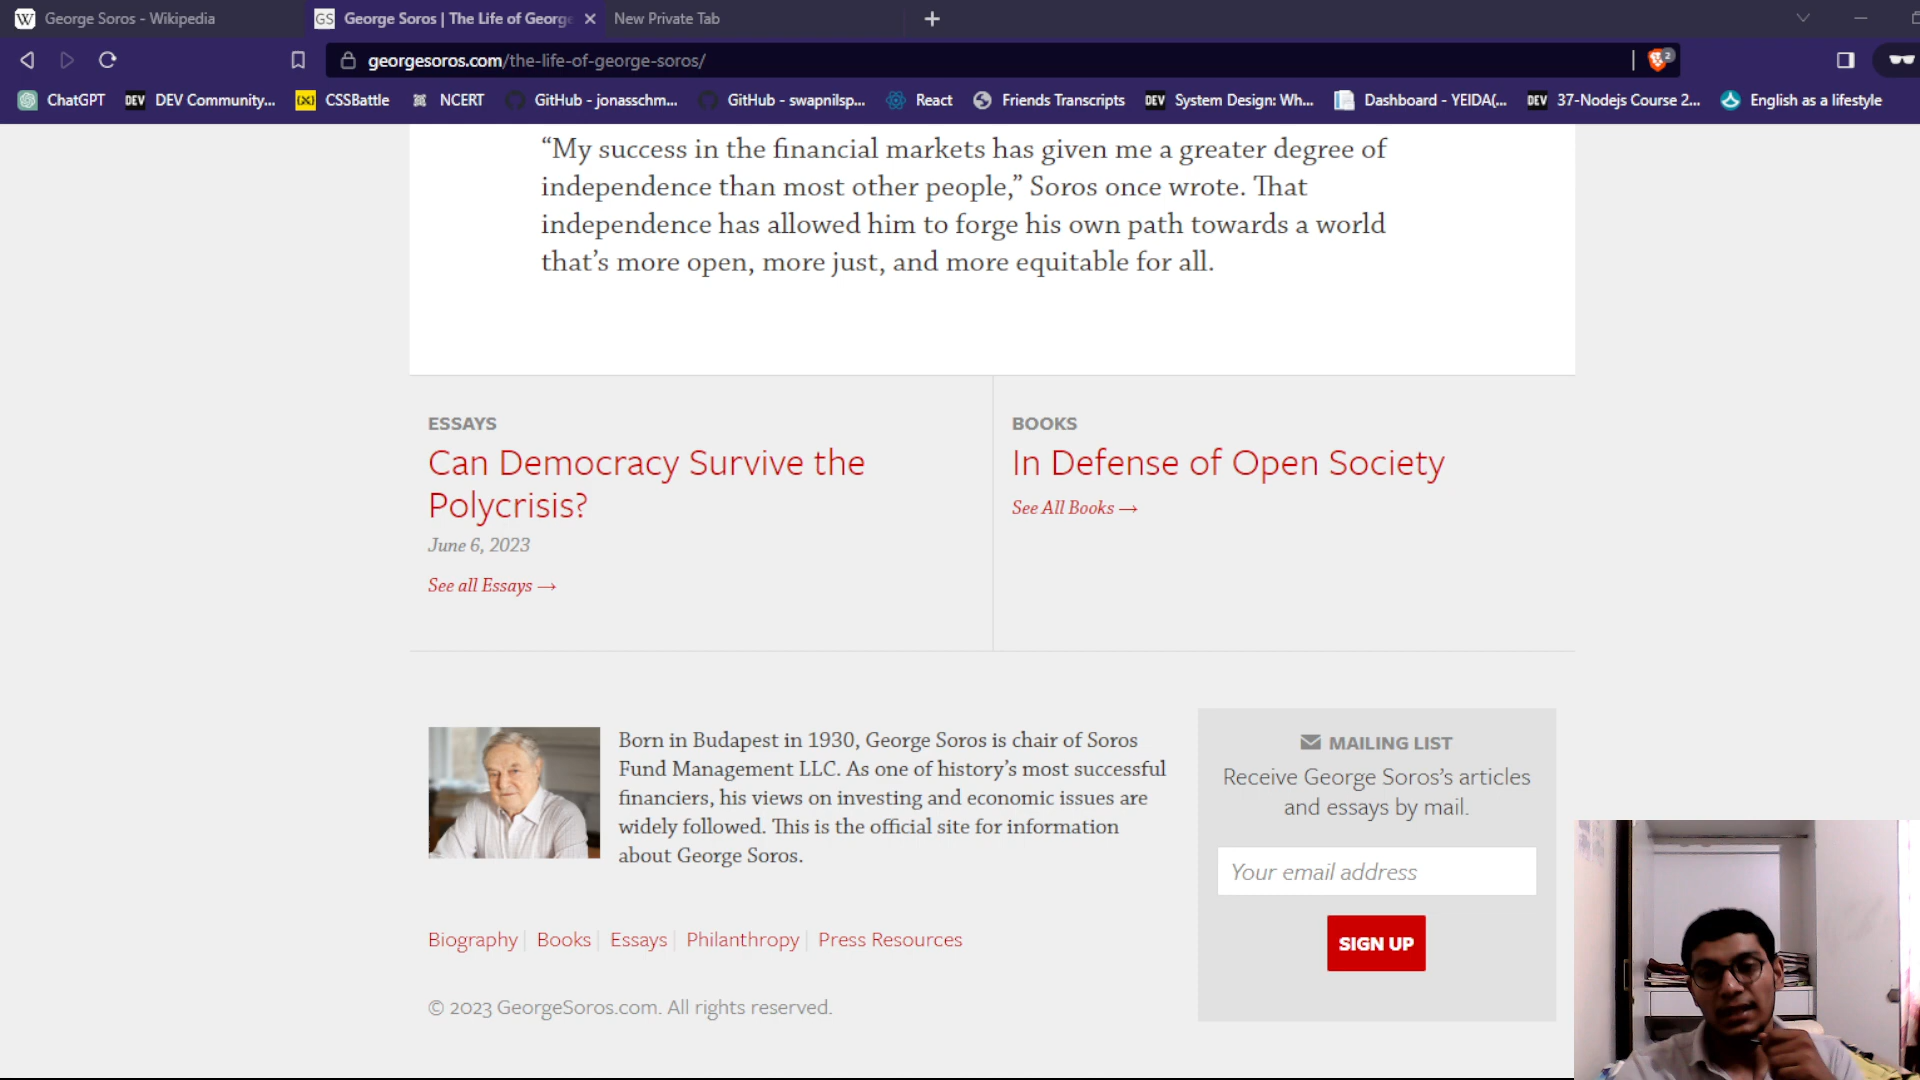 George Soros - Wikipedia
GS George Soros | The Life of George
New Private Tab
georgesoros.com/the-life-of-george-soros/
2
ChatGPT
DEV DEV Community...
CSSBattle
NCERT
GitHub - jonasschm...
GitHub - swapnilsp...
React
Friends Transcripts
DEV System Design: Wh...
Dashboard - YEIDA(...
DEV 37-Nodejs Course 2...
English as a lifestyle
“My success in the financial markets has given me a greater degree of
independence than most other people,” Soros once wrote. That
independence has allowed him to forge his own path towards a world
that’s more open, more just, and more equitable for all.
ESSAYS
Can Democracy Survive the
Polycrisis?
June 6, 2023
See all Essays →
BOOKS
In Defense of Open Society
See All Books →
Born in Budapest in 1930, George Soros is chair of Soros
Fund Management LLC. As one of history’s most successful
financiers, his views on investing and economic issues are
widely followed. This is the official site for information
about George Soros.
MAILING LIST
Receive George Soros’s articles
and essays by mail.
Your email address
SIGN UP
Biography | Books | Essays | Philanthropy | Press Resources
© 2023 GeorgeSoros.com. All rights reserved.